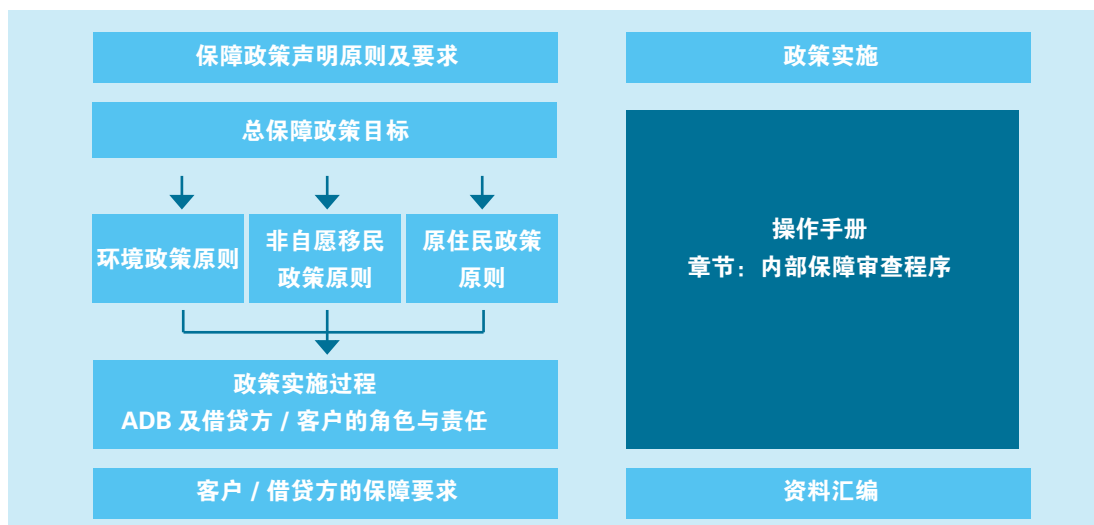 保障政策声明原则及要求
总保障政策目标
环境政策原则
非自愿移民
政策原则
原住民政策
原则
政策实施过程
ADB 及借贷方 / 客户的角色与责任
客户 / 借贷方的保障要求
政策实施
操作手册
章节：内部保障审查程序
资料汇编